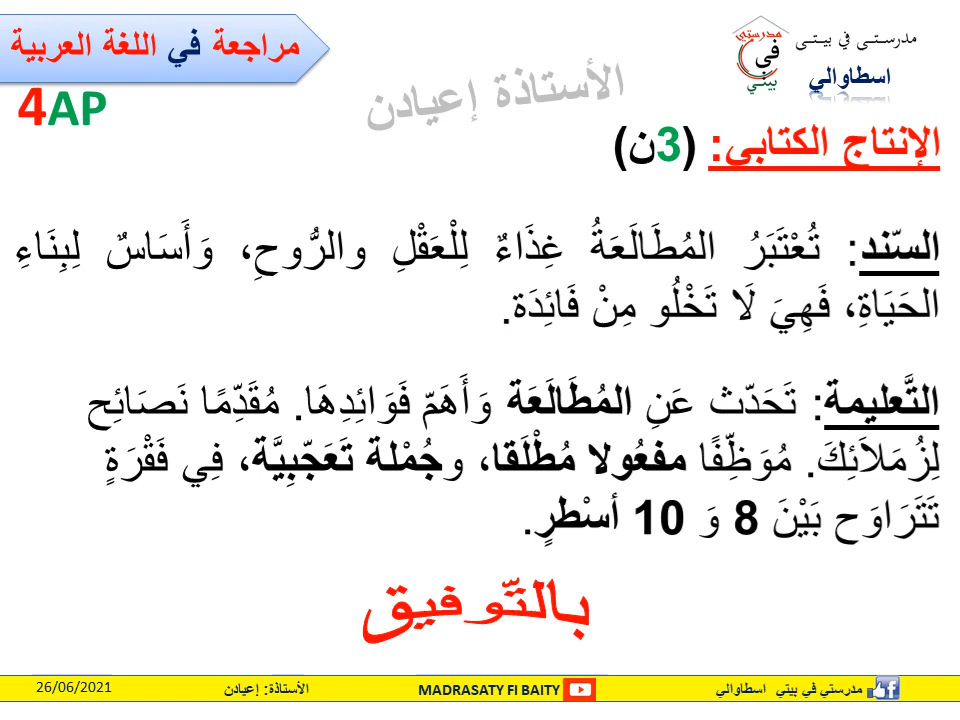 مراجعة في اللغة العربية
4AP
مدرستي في بيتي
مدرستي في بيتي
اسطاوالي
الأستاذة إعيادن
الإنتاج الكتابي: (3ن)
السّند: تُعْتَبَرُ المُطَالَعَةُ غِذَاءٌ لِلْعَقْلِ والرُّوحِ، وَأَسَاسٌ لِبِنَاءِ
الحَيَاةِ، فَهِيَ لَا تَخْلُو مِنْ فَائِدَة.
التَّعليمة: تَحَدّث عَنِ المُطَالَعَة وَأَهَمّ فَوَائِدِهَا. مُقَدِّمًا نَصَائِح
لِزُمَلاَئِكَ. مُوَظِّفًا مفعُولا مُطْلَقا، وجُمْلة تَعَجّبِيَّة، فِي فَقْرَةٍ
تَتَرَاوَح بَيْنَ 8 وَ 10 أسْطرٍ.
بالتّوفيق
26/06/2021
الأستاذة: إعيادن
MADRASATY FI BAITY
مدرستي في بيتي اسطاوالي